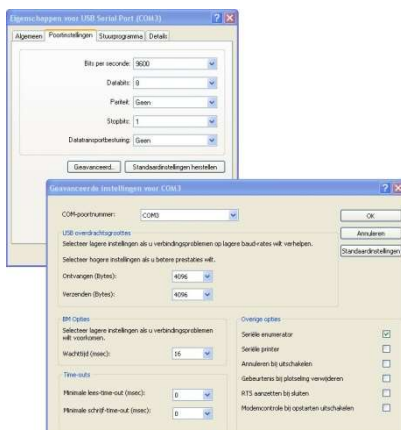 Eigenschappen voor USB Serial Port (COM3)
Algemeen Poortinstellingen Stuurprogramma Details
Bits per seconde: 9600
Databits: 8
Pariteit: Geen
Stopbits: 1
Datatransportbesturing: Geen
Geavanceerd... Standaardinstellingen herstellen
Geavanceerde instellingen voor COM3
COM-poortnummer: COM3
OK
Annuleren
Standaardinstellingen
USB overdrachtsgroottes
Selecteer lagere instellingen als u verbindingsproblemen op lagere baud-rates wilt verhelpen.
Selecteer hogere instellingen als u betere prestaties wilt.
Ontvangen (Bytes): 4096
Verzenden (Bytes): 4096
BM Opties
Selecteer lagere instellingen als u verbindingsproblemen
wilt voorkomen.
Wachttijd (msec): 16
Time-outs
Minimale lees-time-out (msec): 0
Minimale schrijf-time-out (msec): 0
Overige opties
Seriële enumerator
Seriële printer
Annuleren bij uitschakelen
Gebeurtenis bij plotseling verwijderen
RTS aanzetten bij sluiten
Modemcontrole bij opstarten uitschakelen